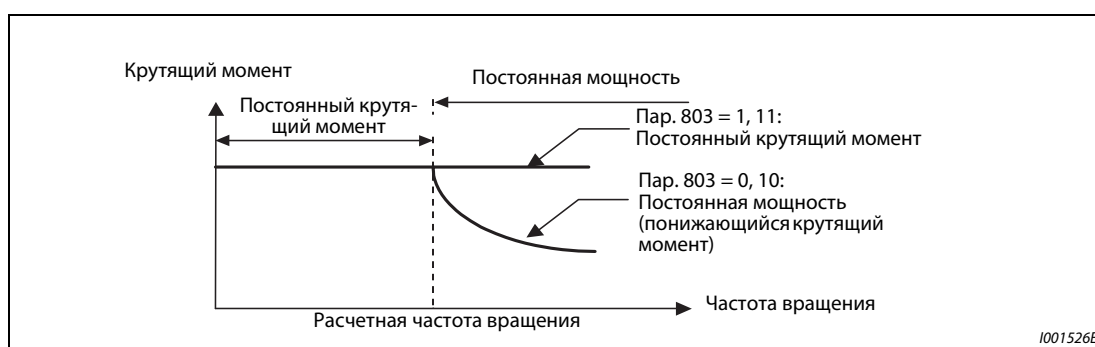 Крутящий момент
Постоянная мощность
Постоянный крутя-
щий момент
Пар. 803 = 1, 11:
Постоянный крутящий момент
Пар. 803 = 0, 10:
Постоянная мощность
(понижающийся крутящий
момент)
Частота вращения
Расчетная частота вращения
I001526E